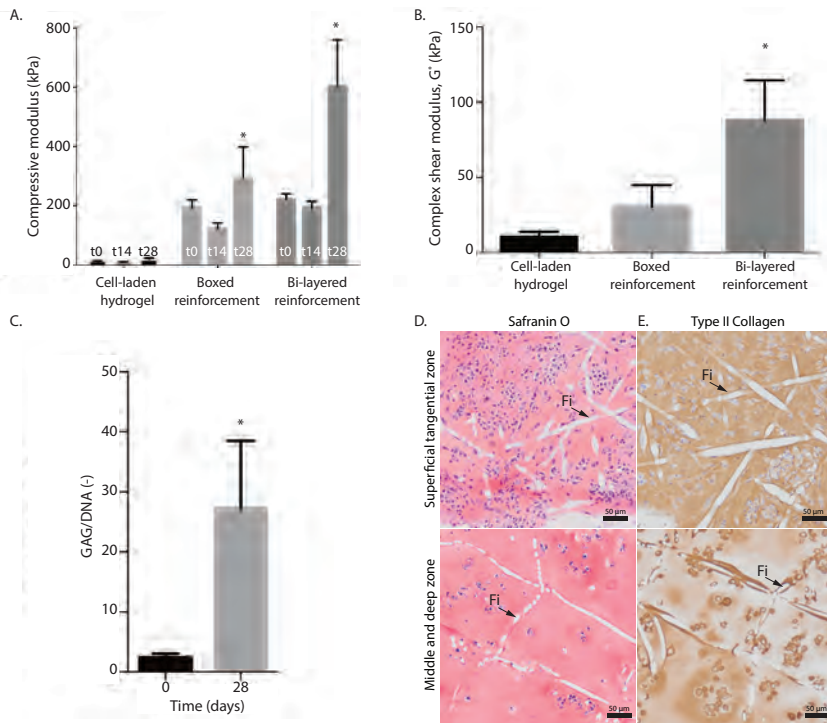 A.
Compressive modulus (kPa)
800
600
400
200
0
*
*
t0 t14 t28
t0 t14 t28
t0 t14 t28
Cell-laden hydrogel
Boxed reinforcement
Bi-layered reinforcement
B.
Complex shear modulus, G* (kPa)
150
100
50
0
*
Cell-laden hydrogel
Boxed reinforcement
Bi-layered reinforcement
C.
GAG/DNA (-)
50
40
30
20
10
0
*
0
28
Time (days)
D.
Safranin O
E.
Type II Collagen
Superficial tangential zone
Fi
50 µm
Fi
50 µm
Middle and deep zone
Fi
50 µm
Fi
50 µm